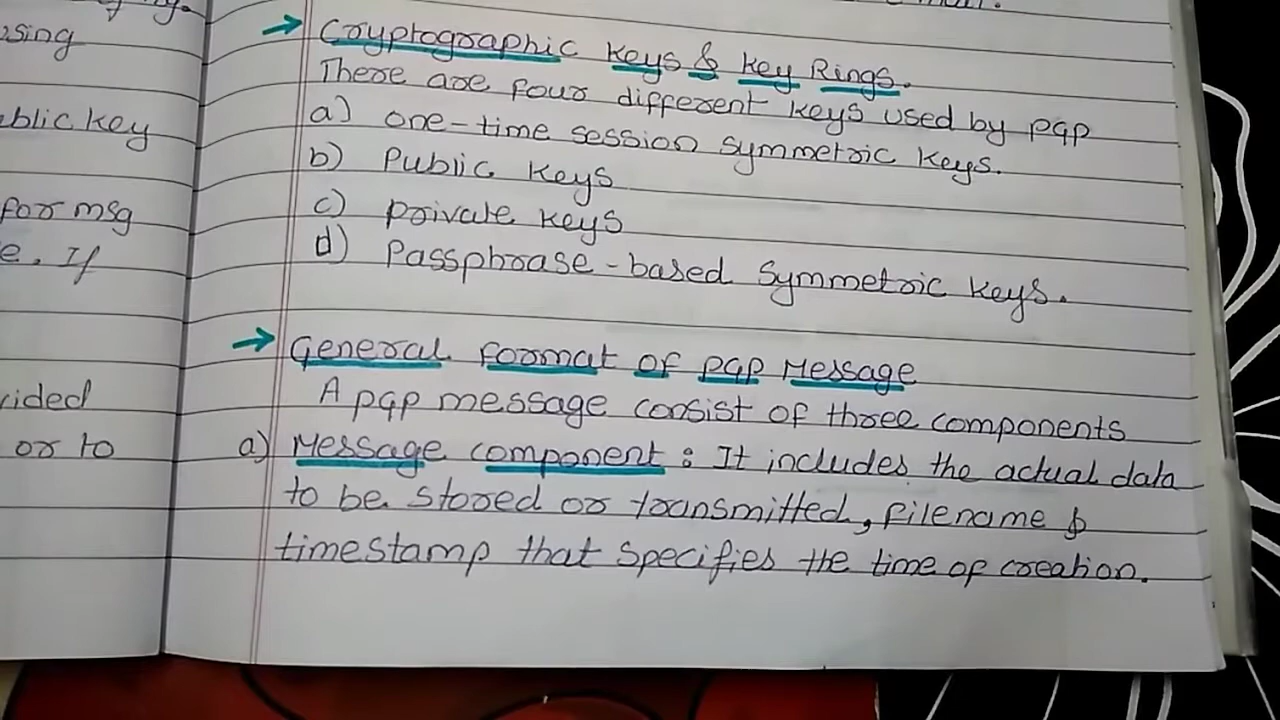 using
blic key
for msg
e. If
vided
or to
→ Cryptographic Keys & Key Rings.
There are four different keys used by PGP
a) one-time session symmetric keys.
b) Public keys
c) private keys
d) Passphrase-based symmetric keys.
→ General format of PGP Message
A PGP message consist of three components
a) Message component : It includes the actual data
to be stored or transmitted, filename &
timestamp that specifies the time of creation.